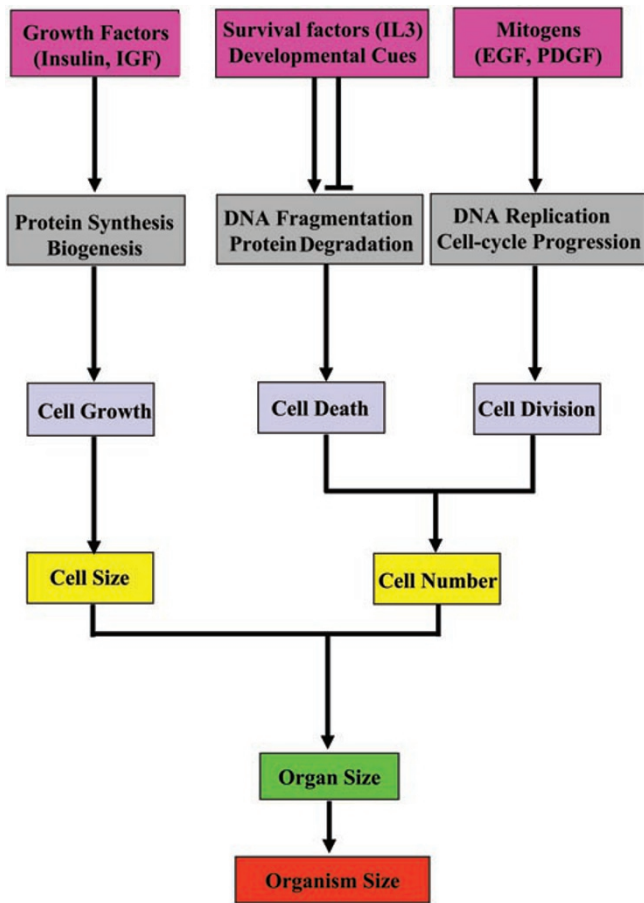 Growth Factors
(Insulin, IGF)
Survival factors (IL3)
Developmental Cues
Mitogens
(EGF, PDGF)
Protein Synthesis
Biogenesis
DNA Fragmentation
Protein Degradation
DNA Replication
Cell-cycle Progression
Cell Growth
Cell Death
Cell Division
Cell Size
Cell Number
Organ Size
Organism Size